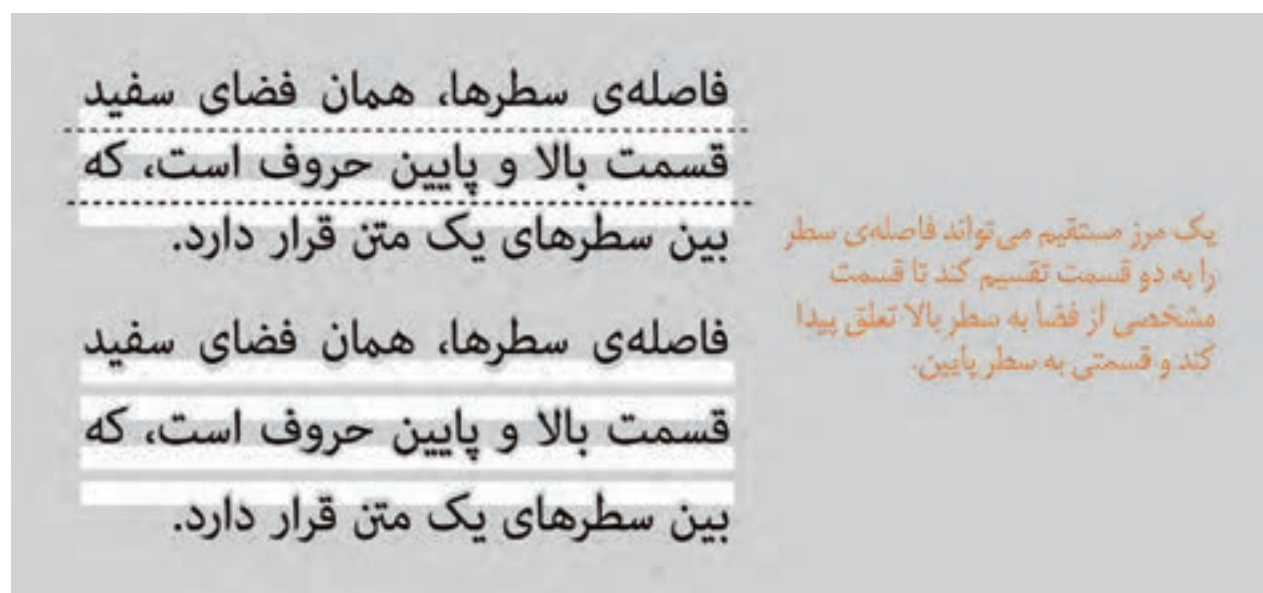 فاصله‌ی سطرها، همان فضای سفید
قسمت بالا و پایین حروف است، که
بین سطرهای یک متن قرار دارد.
فاصله‌ی سطرها، همان فضای سفید
قسمت بالا و پایین حروف است، که
بین سطرهای یک متن قرار دارد.
یک مرز مستقیم می‌تواند فاصله‌ی سطر
را به دو قسمت تقسیم کند تا قسمت
مشخصی از فضا به سطر بالا تعلق پیدا
کند و قسمتی به سطر پایین.